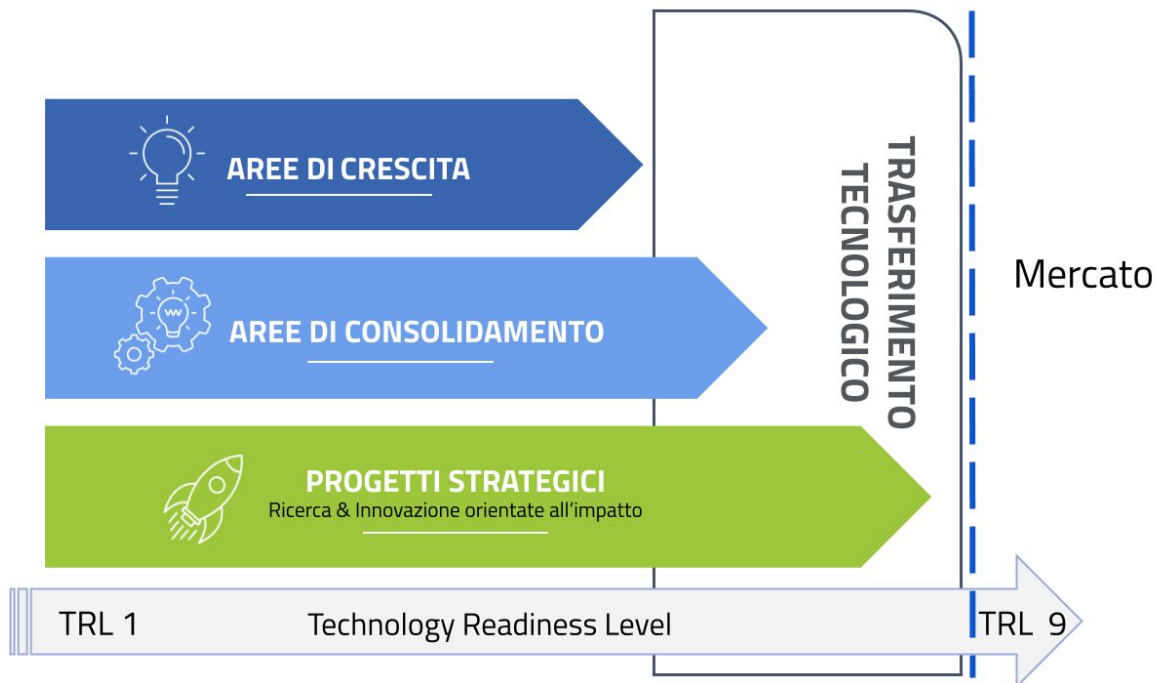 AREE DI CRESCITA
AREE DI CONSOLIDAMENTO
PROGETTI STRATEGICI
Ricerca & Innovazione orientate all'impatto
TRASFERIMENTO
TECNOLOGICO
Mercato
TRL 1
Technology Readiness Level
TRL 9